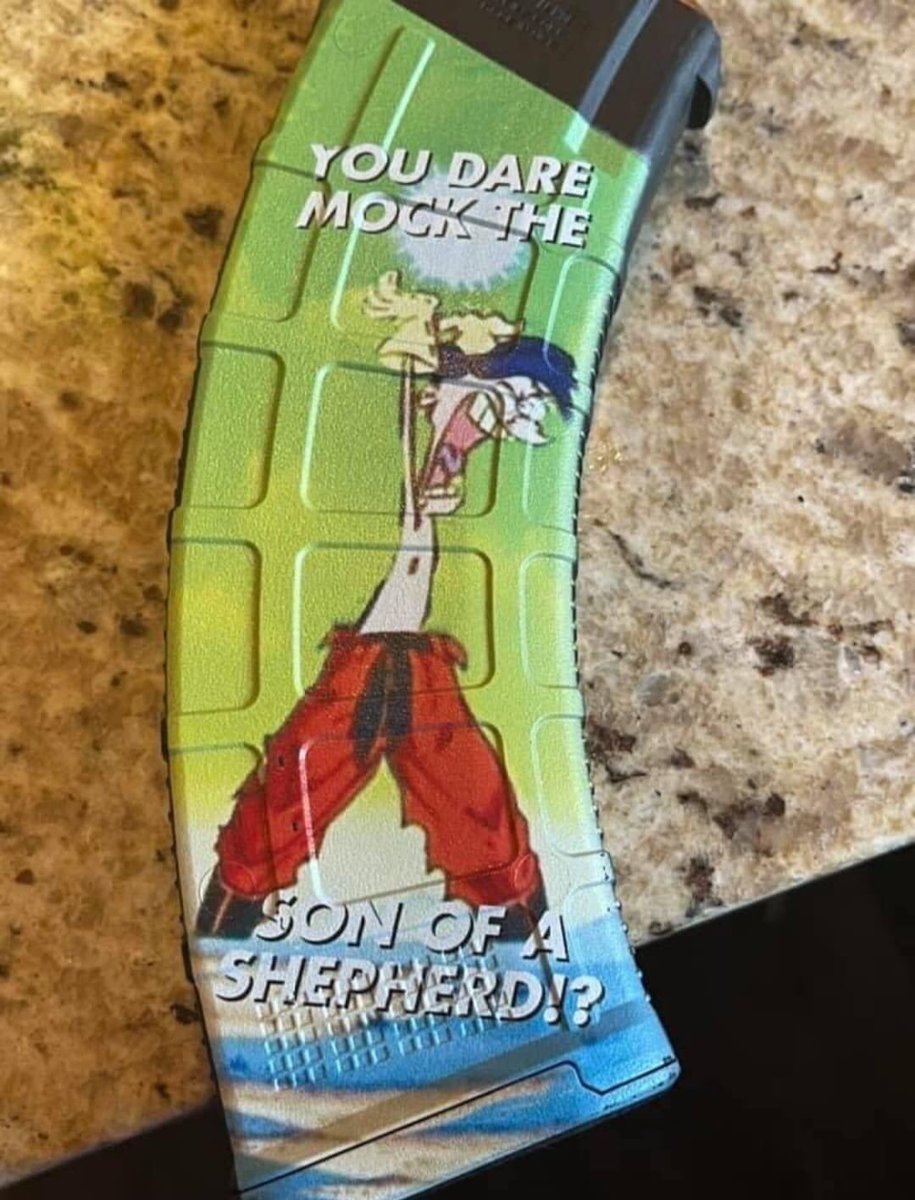 YOU DARE
MOCK THE
SON OF A
SHEPHERD!?